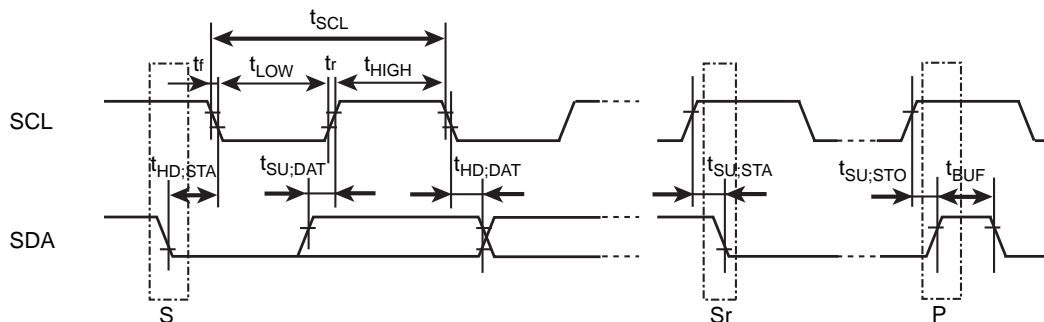 tSCL
tf tLOW tr tHIGH
SCL
tHD;STA tSU;DAT tHD;DAT tSU;STA tSU;STO tBUF
SDA
S Sr P